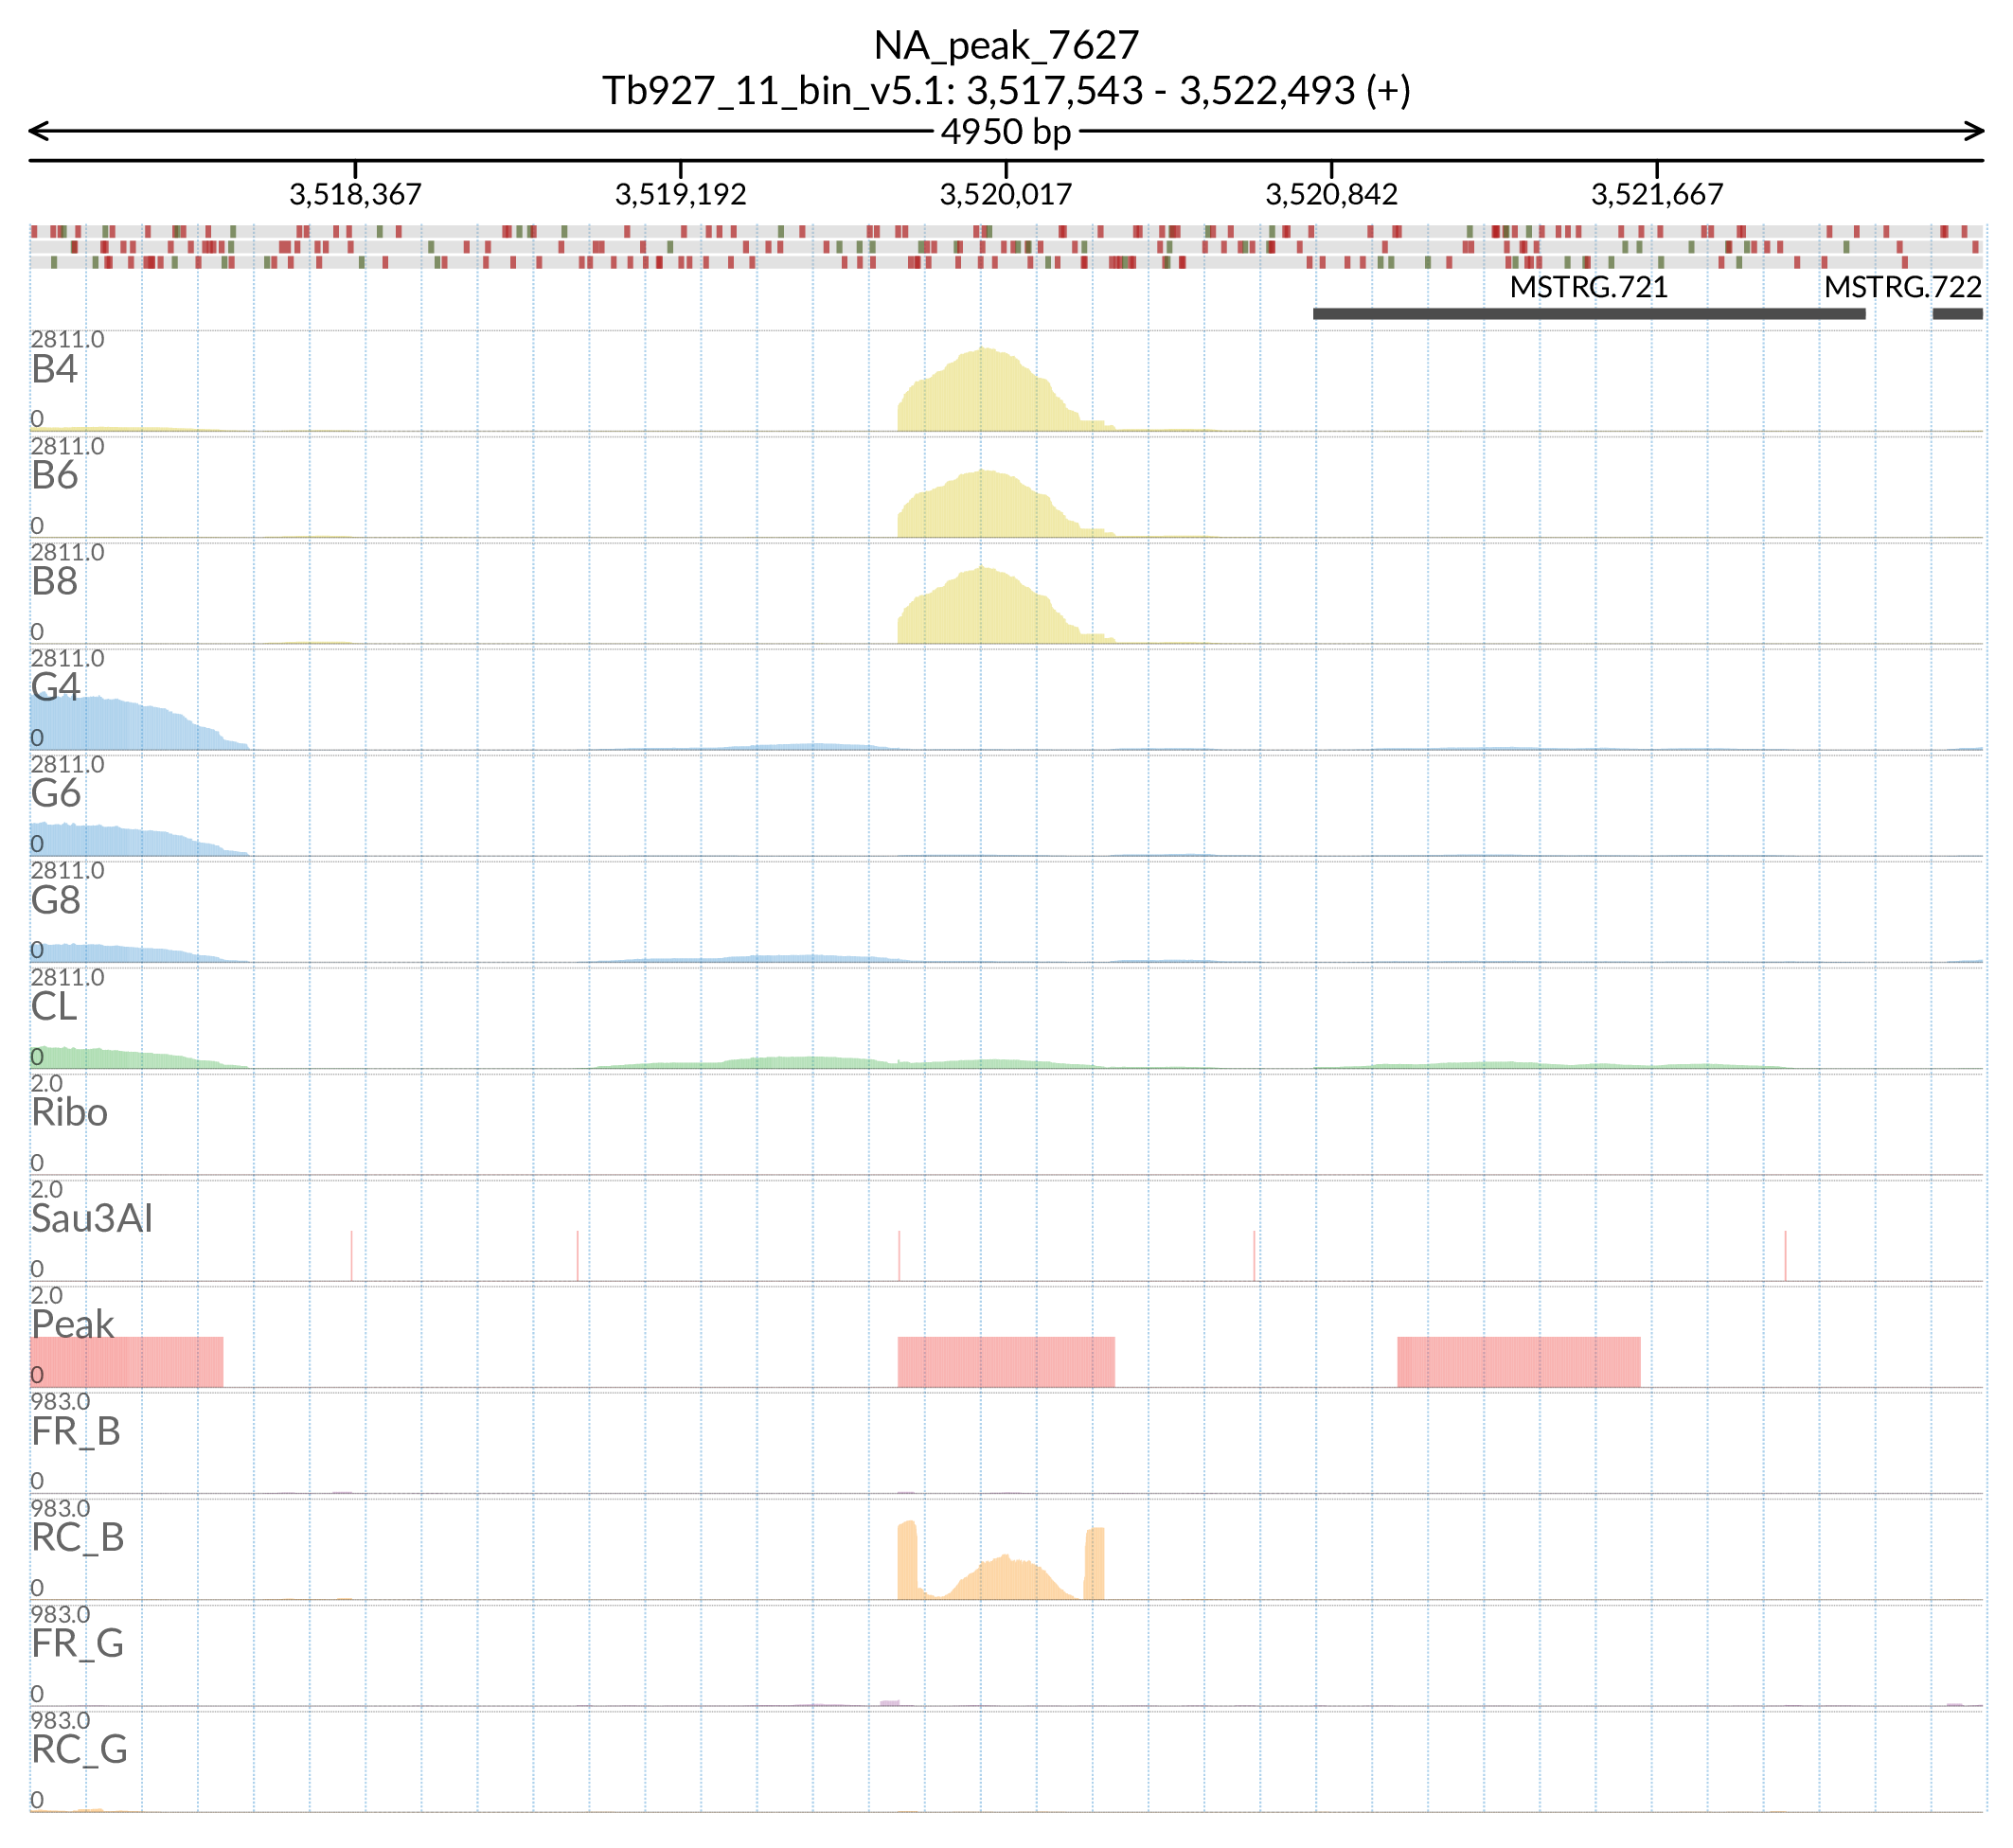 NA_peak_7627
Tb927_11_bin_v5.1: 3,517,543 - 3,522,493 (+)
4950 bp
3,518,367 3,519,192 3,520,017 3,520,842 3,521,667
MSTRG.721 MSTRG.722
2811.0
B4
0
2811.0
B6
0
2811.0
B8
0
2811.0
G4
0
2811.0
G6
0
2811.0
G8
0
2811.0
CL
0
2.0
Ribo
0
2.0
Sau3AI
0
2.0
Peak
0
983.0
FR_B
0
983.0
RC_B
0
983.0
FR_G
0
983.0
RC_G
0